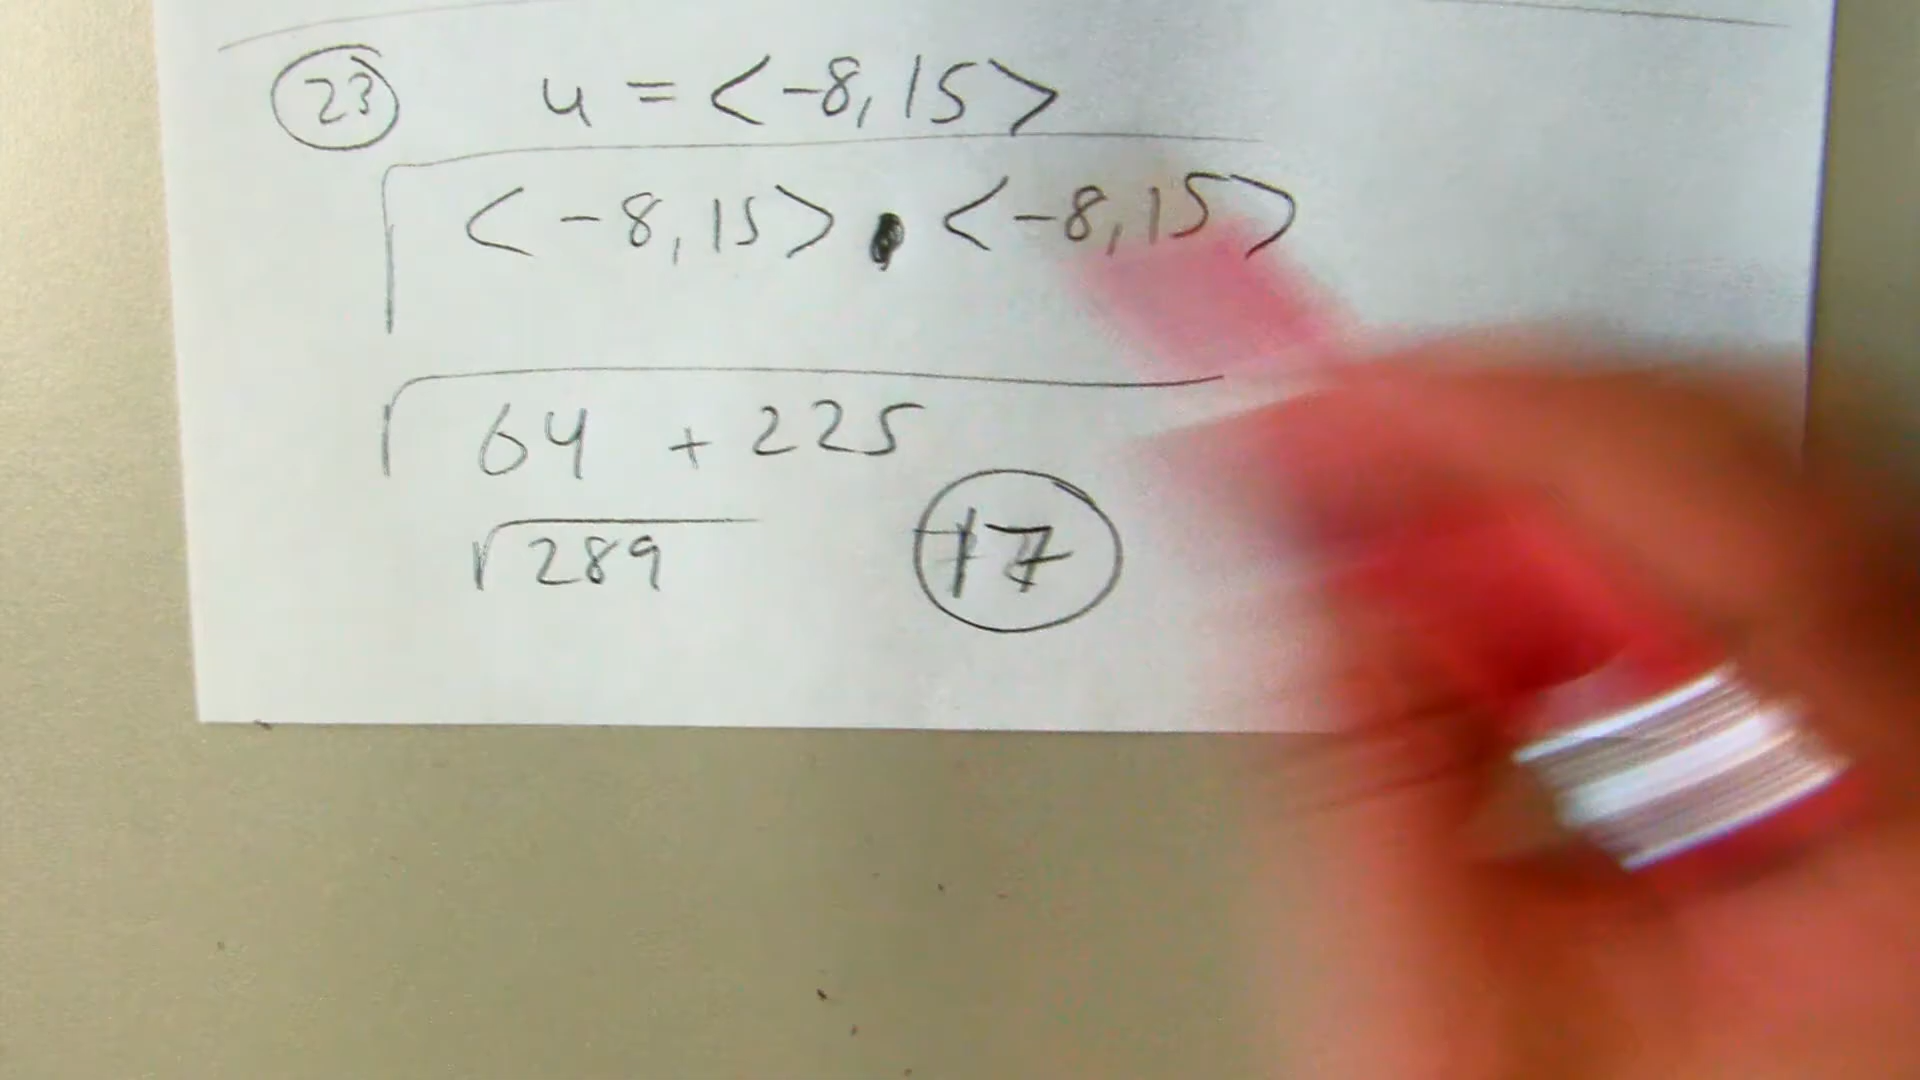 23 u = <-8, 15>
√<-8, 15> • <-8, 15>
√64 + 225
√289 17